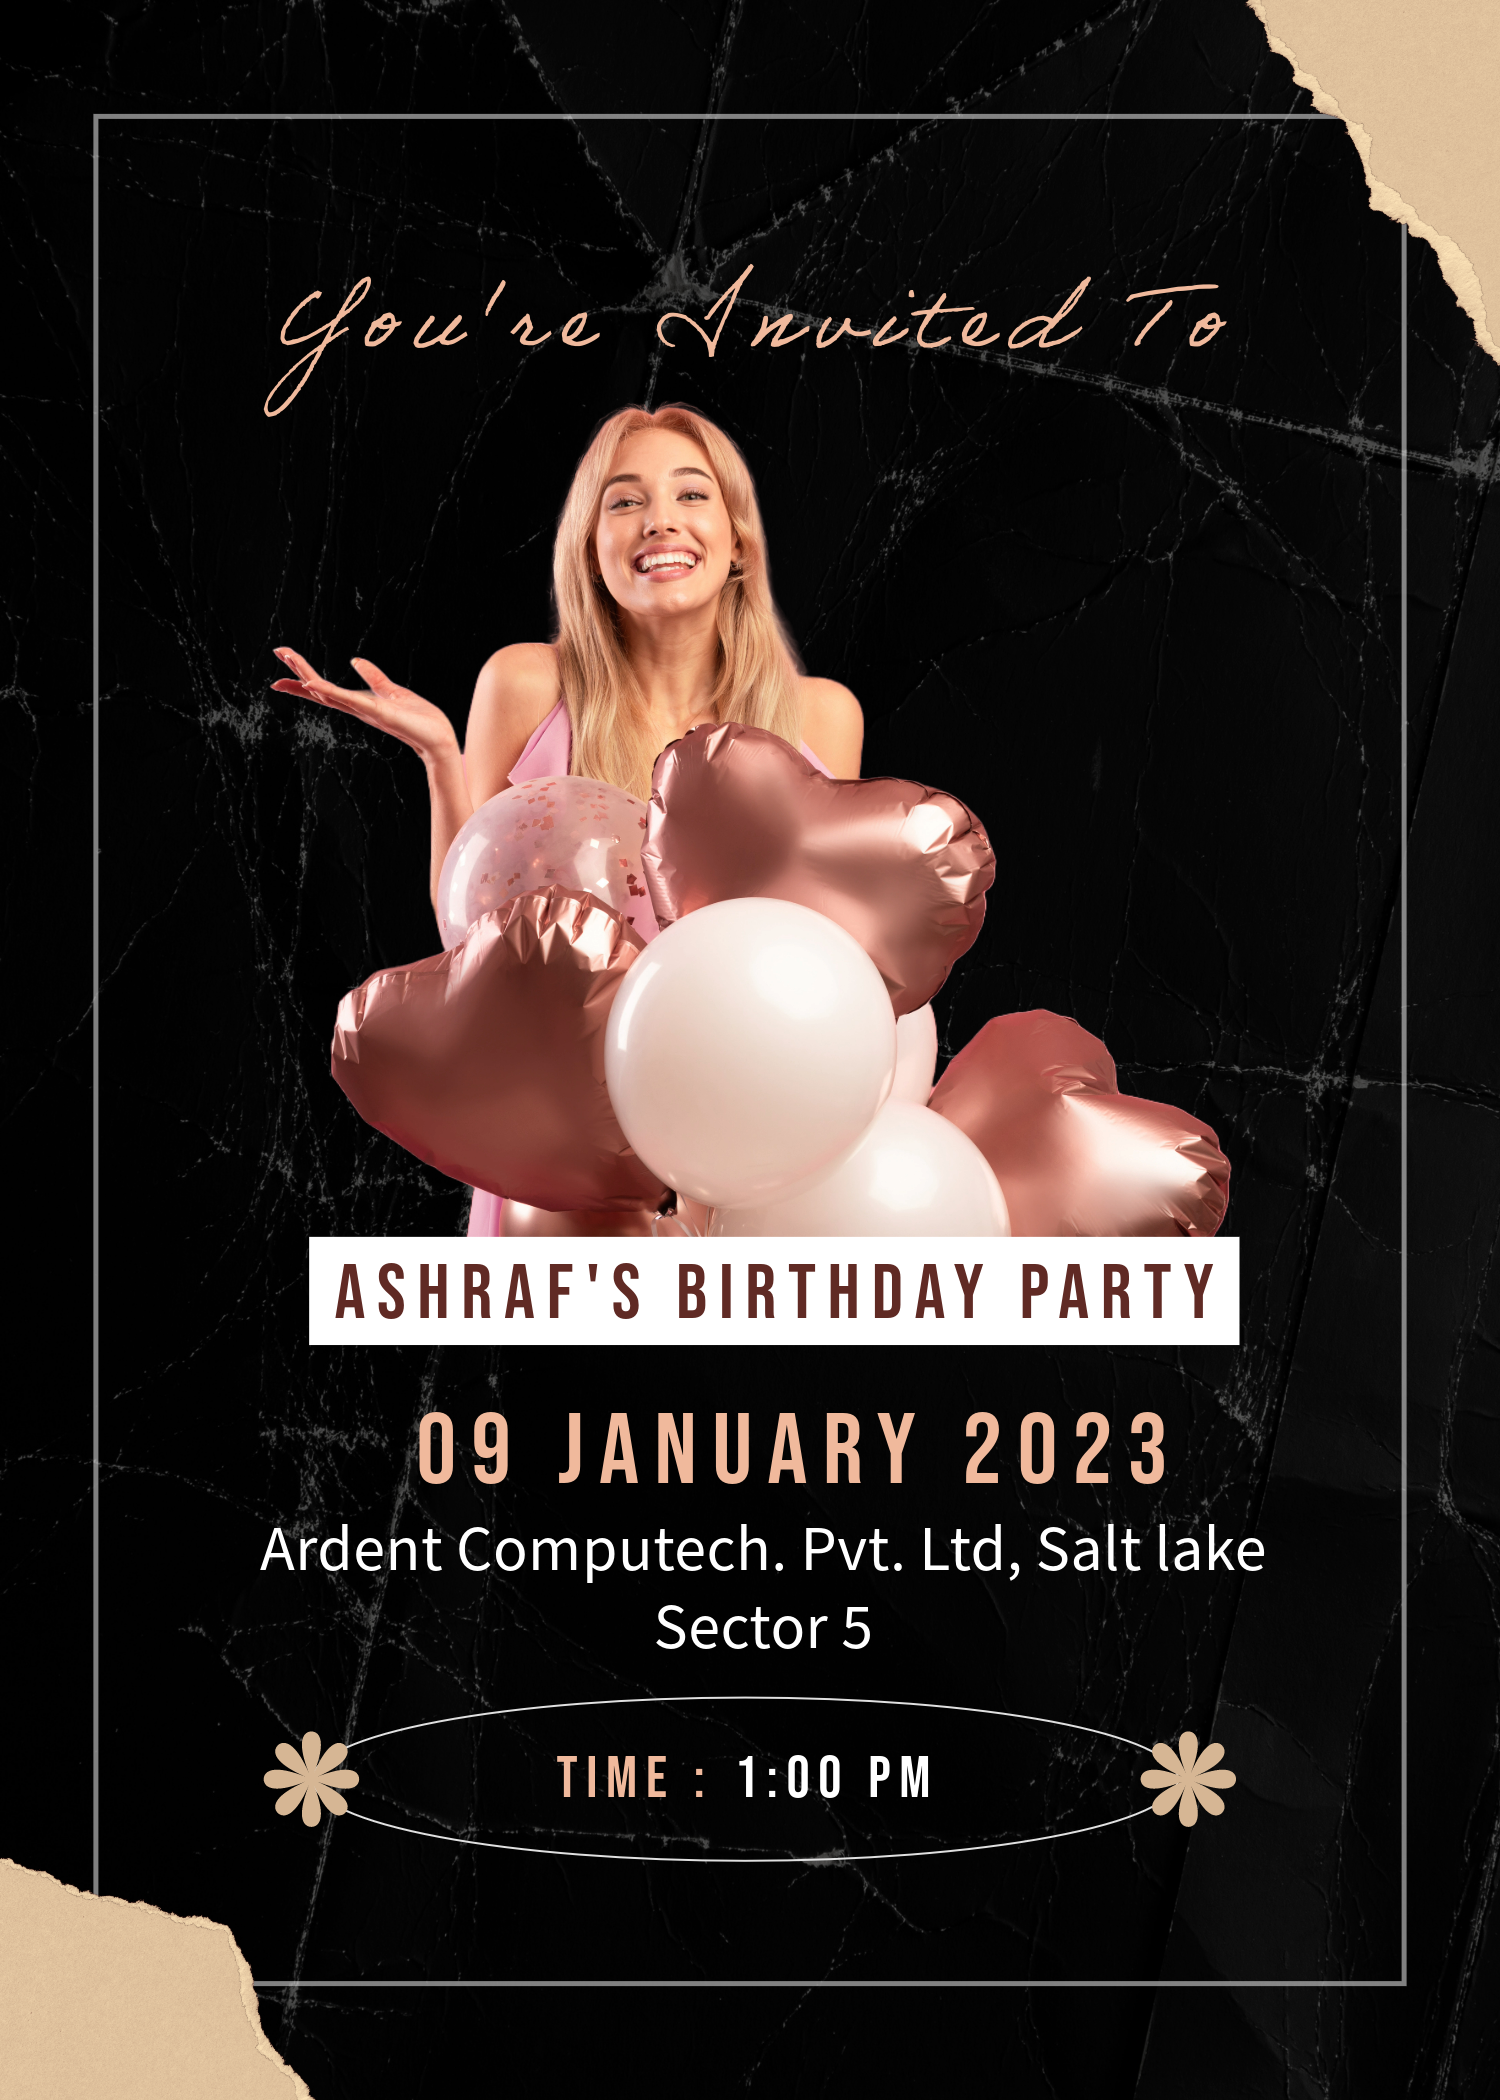 You're Invited To
ASHRAF'S BIRTHDAY PARTY
09 JANUARY 2023
Ardent Computech. Pvt. Ltd, Salt lake
Sector 5
TIME : 1:00 PM